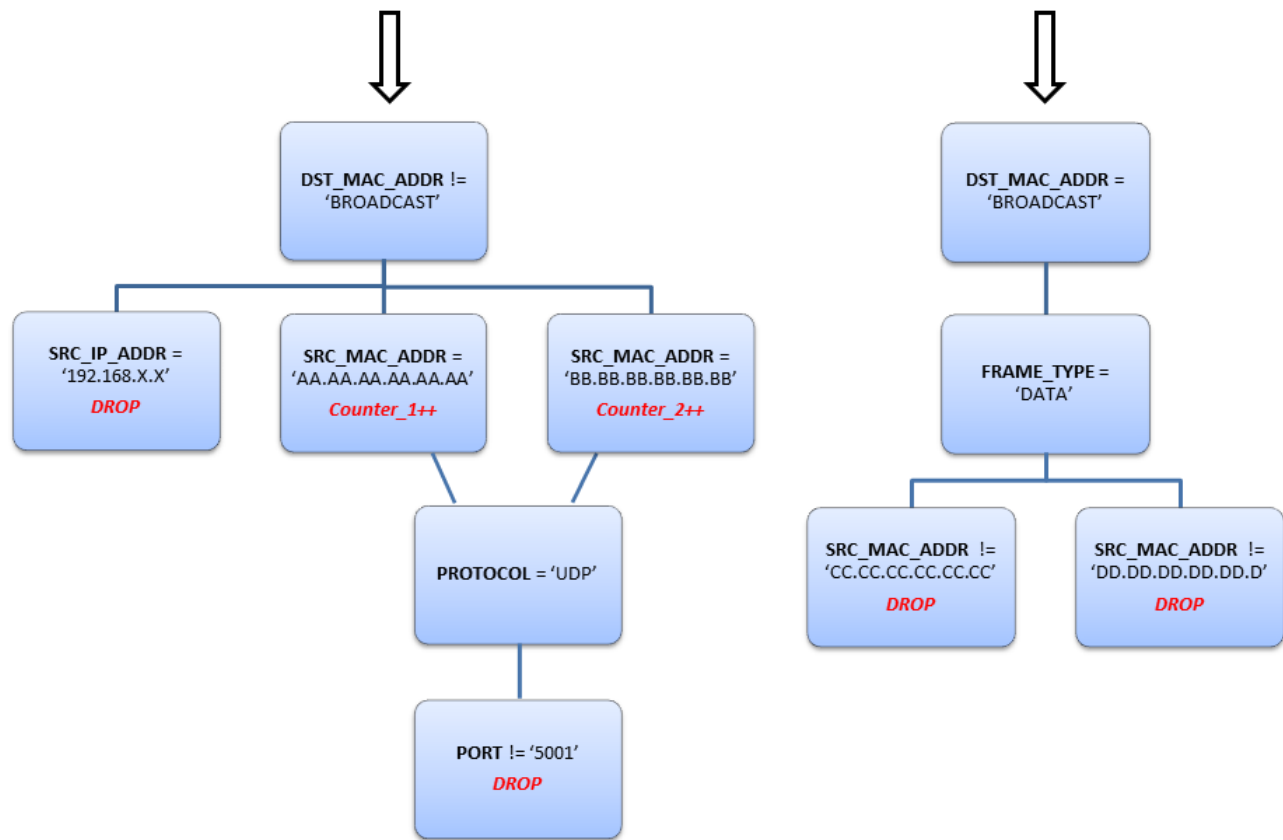 DST_MAC_ADDR !=
‘BROADCAST’
DST_MAC_ADDR =
‘BROADCAST’
SRC_IP_ADDR =
‘192.168.X.X’
DROP
SRC_MAC_ADDR =
‘AA.AA.AA.AA.AA.AA’
Counter_1++
SRC_MAC_ADDR =
‘BB.BB.BB.BB.BB.BB’
Counter_2++
FRAME_TYPE =
‘DATA’
PROTOCOL = ‘UDP’
SRC_MAC_ADDR !=
‘CC.CC.CC.CC.CC.CC’
DROP
SRC_MAC_ADDR !=
‘DD.DD.DD.DD.DD.D’
DROP
PORT != ‘5001’
DROP